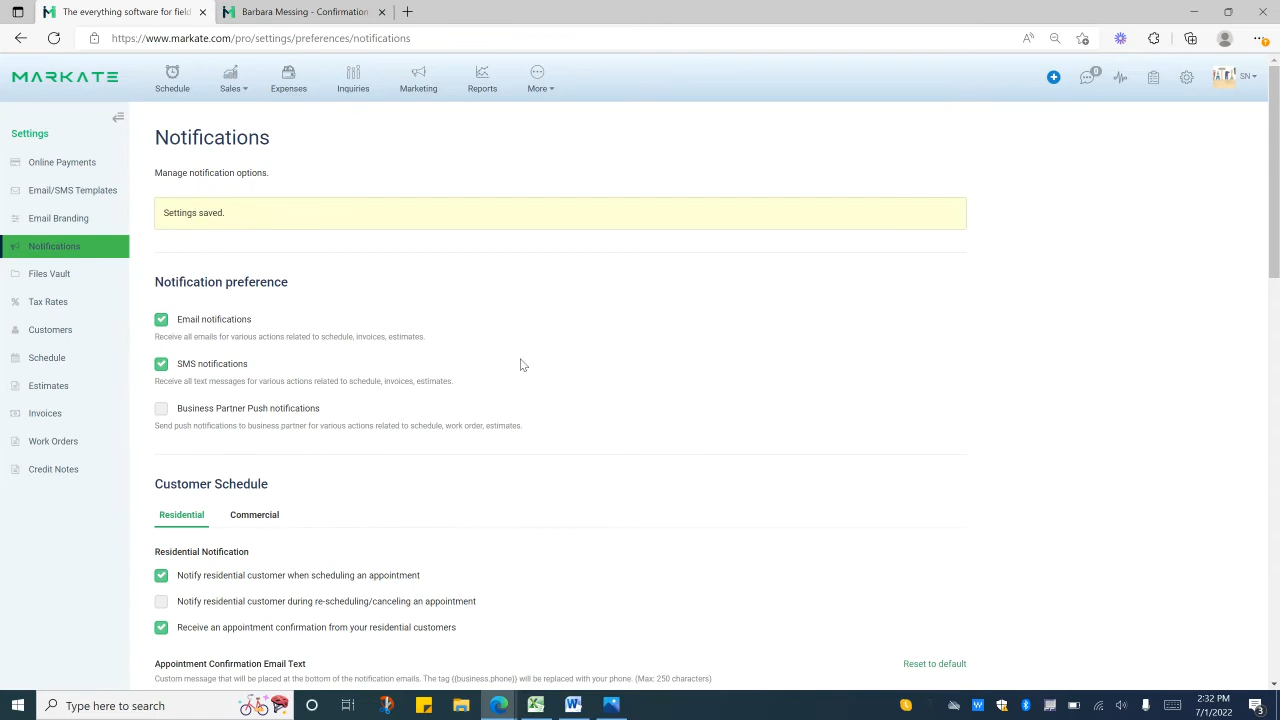 The everything software for resid
Barbara Messing - Confirmation
https://www.markate.com/pro/settings/preferences/notifications
MARKATE
Schedule
Sales
Expenses
Inquiries
Marketing
Reports
More
0
SN
Settings
Online Payments
Email/SMS Templates
Email Branding
Notifications
Files Vault
Tax Rates
Customers
Schedule
Estimates
Invoices
Work Orders
Credit Notes
Notifications
Manage notification options.
Settings saved.
Notification preference
Email notifications
Receive all emails for various actions related to schedule, invoices, estimates.
SMS notifications
Receive all text messages for various actions related to schedule, invoices, estimates.
Business Partner Push notifications
Send push notifications to business partner for various actions related to schedule, work order, estimates.
Customer Schedule
Residential Commercial
Residential Notification
Notify residential customer when scheduling an appointment
Notify residential customer during re-scheduling/canceling an appointment
Receive an appointment confirmation from your residential customers
Appointment Confirmation Email Text Reset to default
Custom message that will be placed at the bottom of the notification emails. The tag {{business.phone}} will be replaced with your phone. (Max: 250 characters)
Type here to search
2:32 PM
7/1/2022
3